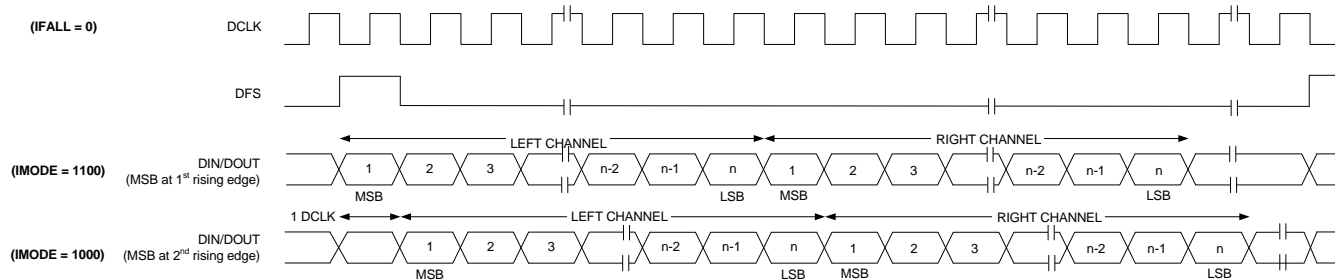 (IFALL = 0) DCLK
DFS
LEFT CHANNEL RIGHT CHANNEL
(IMODE = 1100) DIN/DOUT (MSB at 1st rising edge) 1 2 3 n-2 n-1 n 1 2 3 n-2 n-1 n
MSB LSB MSB LSB
1 DCLK LEFT CHANNEL RIGHT CHANNEL
(IMODE = 1000) DIN/DOUT (MSB at 2nd rising edge) 1 2 3 n-2 n-1 n 1 2 3 n-2 n-1 n
MSB LSB MSB LSB